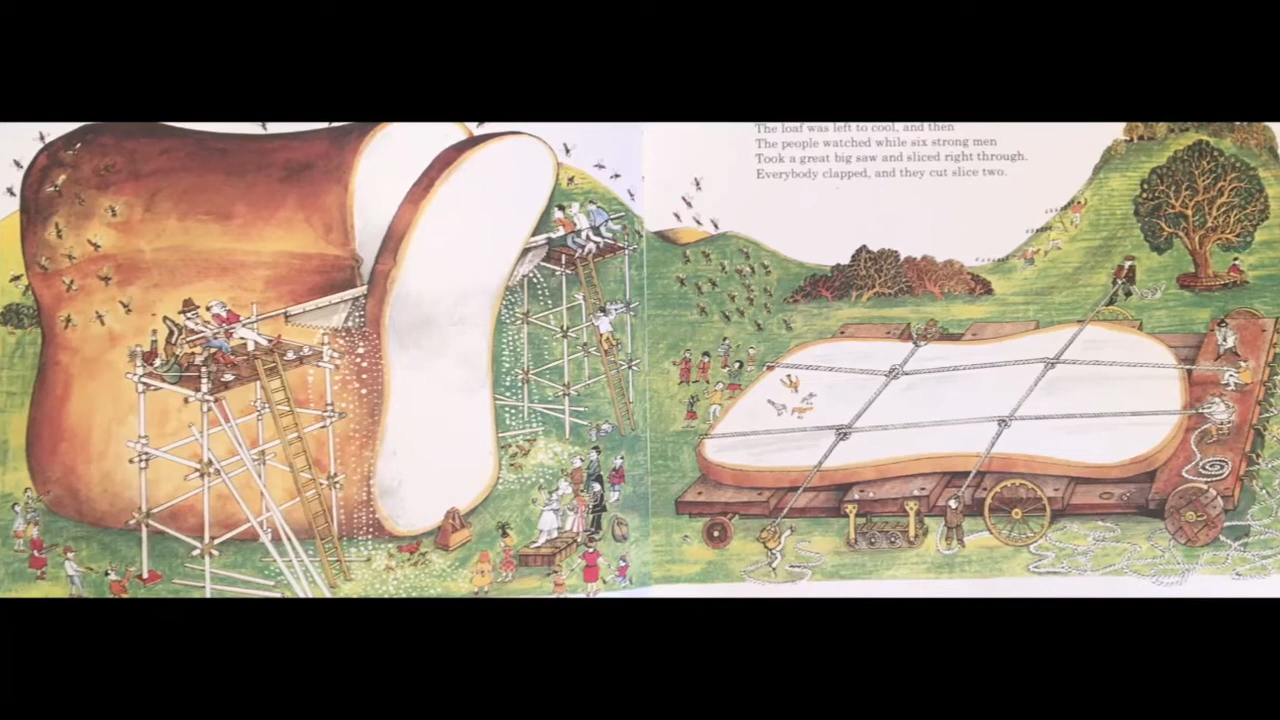 The loaf was left to cool, and then
The people watched while six strong men
Took a great big saw and sliced right through.
Everybody clapped, and they cut slice two.